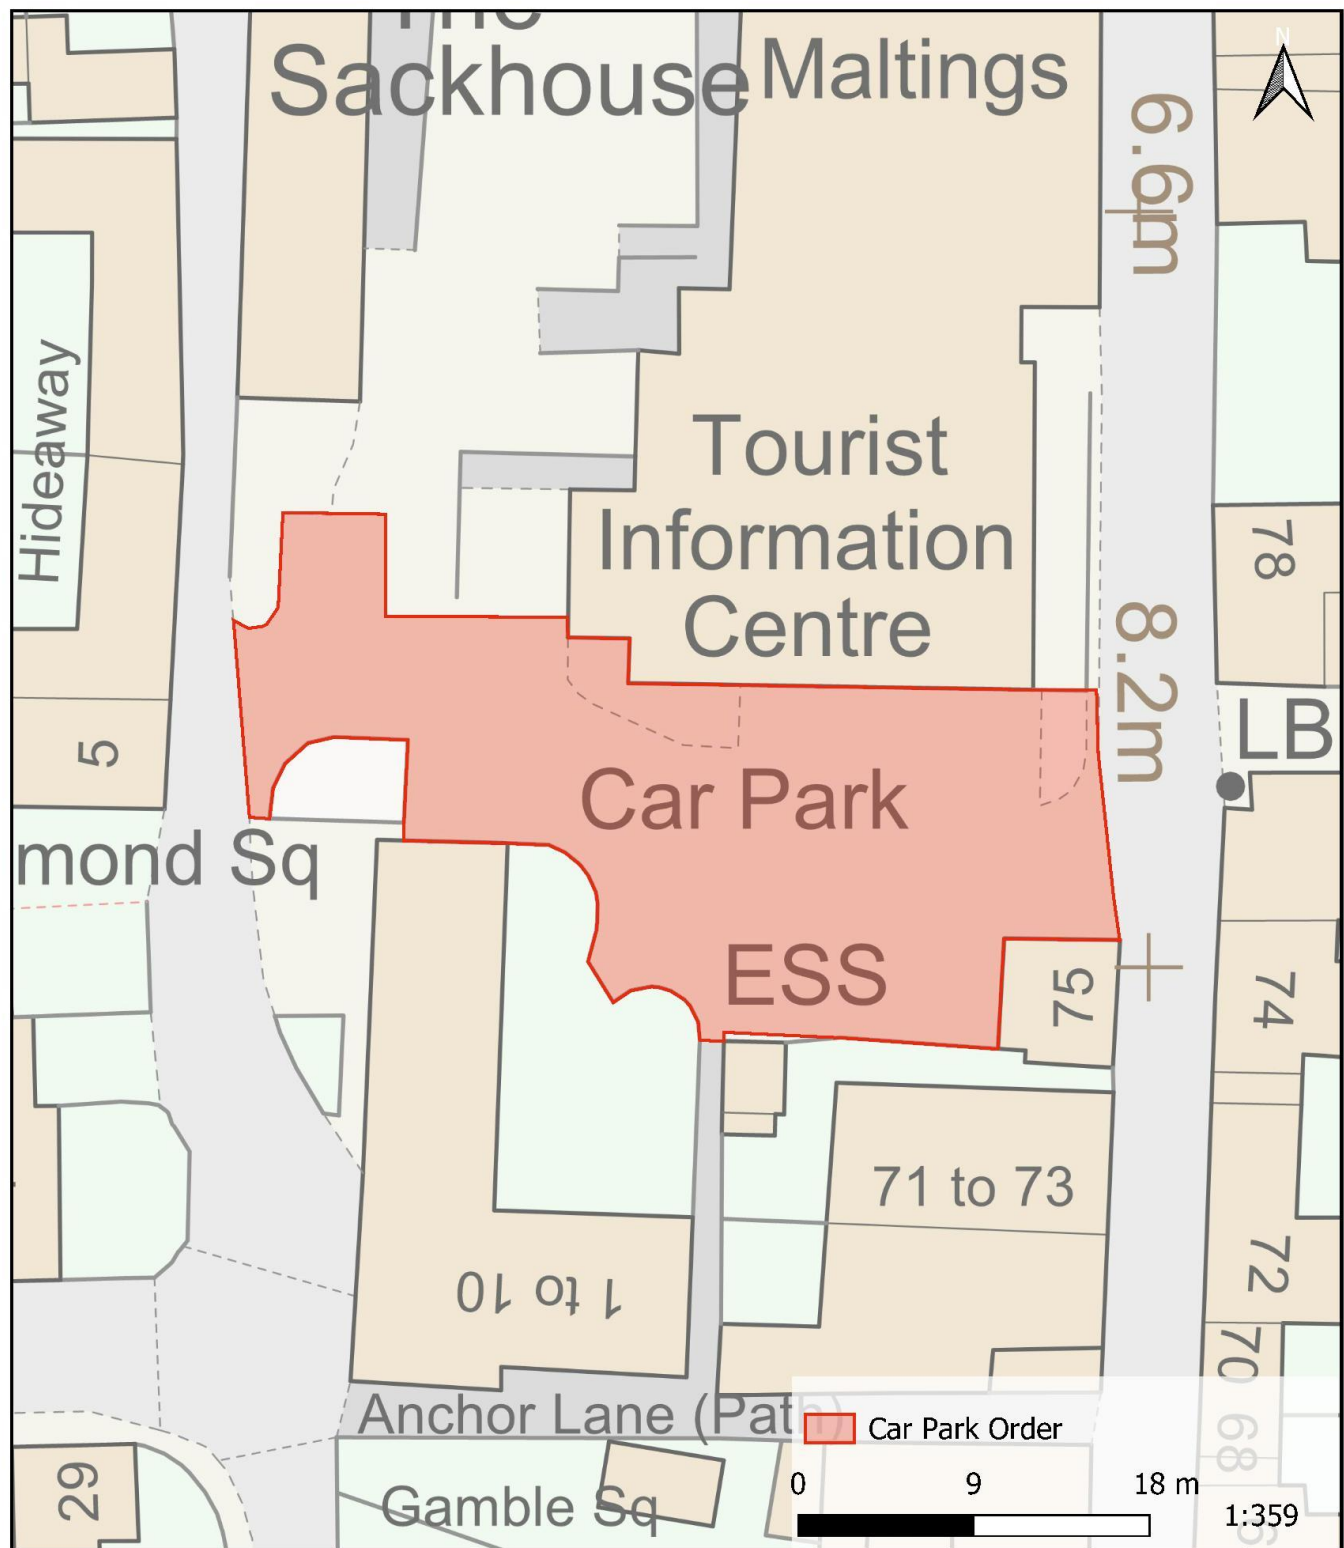 The
Sackhouse
Maltings
N
6.6m
Hideaway
Tourist
Information
Centre
78
8.2m
LB
5
Car Park
mond Sq
ESS
75
74
71 to 73
72
1 to 10
70
68
Anchor Lane (Path)
Car Park Order
29
Gamble Sq
0 9 18 m
1:359